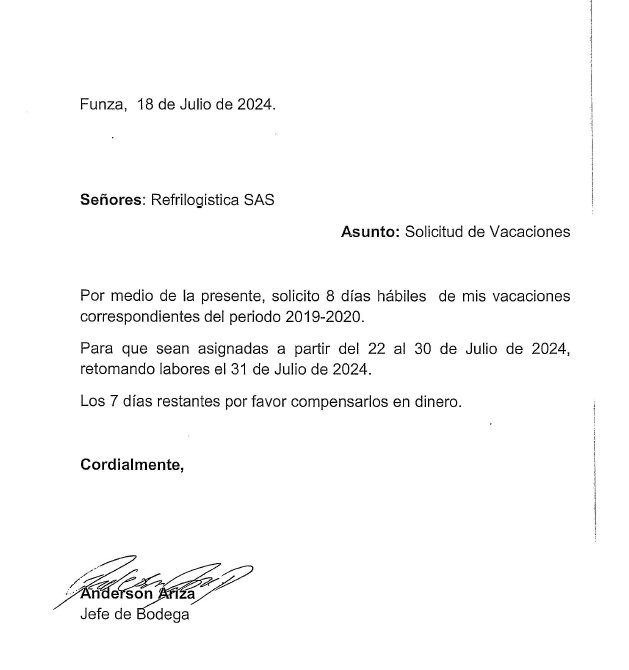 Funza, 18 de Julio de 2024.
Señores: Refrilogistica SAS
Asunto: Solicitud de Vacaciones
Por medio de la presente, solicito 8 días hábiles de mis vacaciones
correspondientes del periodo 2019-2020.
Para que sean asignadas a partir del 22 al 30 de Julio de 2024,
retomando labores el 31 de Julio de 2024.
Los 7 días restantes por favor compensarlos en dinero.
Cordialmente,
Anderson Ariza
Jefe de Bodega